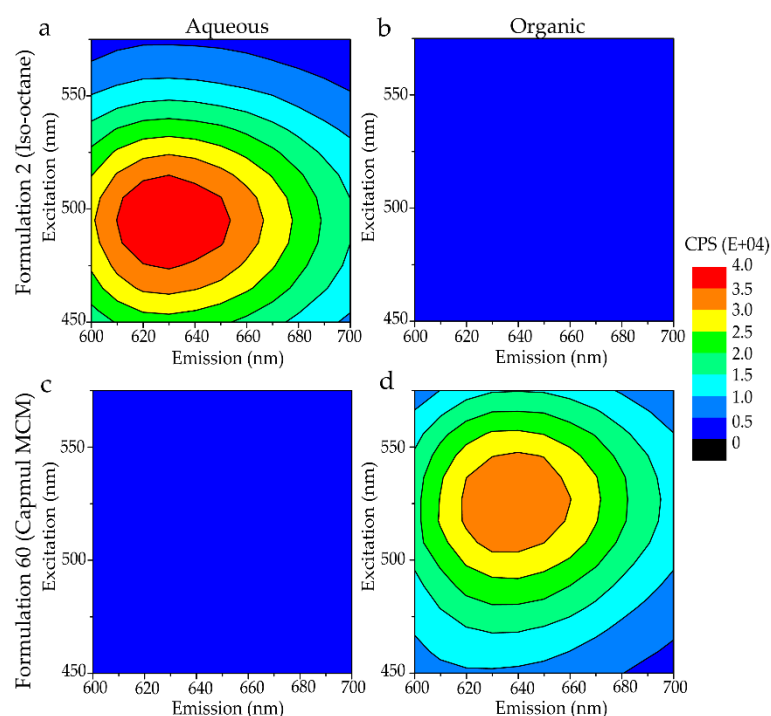 a
Aqueous
b
Organic
Formulation 2 (Iso-octane)
Excitation (nm)
550
500
450
600 620 640 660 680 700
Emission (nm)
Excitation (nm)
550
500
450
600 620 640 660 680 700
Emission (nm)
CPS (E+04)
4.0
3.5
3.0
2.5
2.0
1.5
1.0
0.5
0
c
d
Formulation 60 (Capmul MCM)
Excitation (nm)
550
500
450
600 620 640 660 680 700
Emission (nm)
Excitation (nm)
550
500
450
600 620 640 660 680 700
Emission (nm)